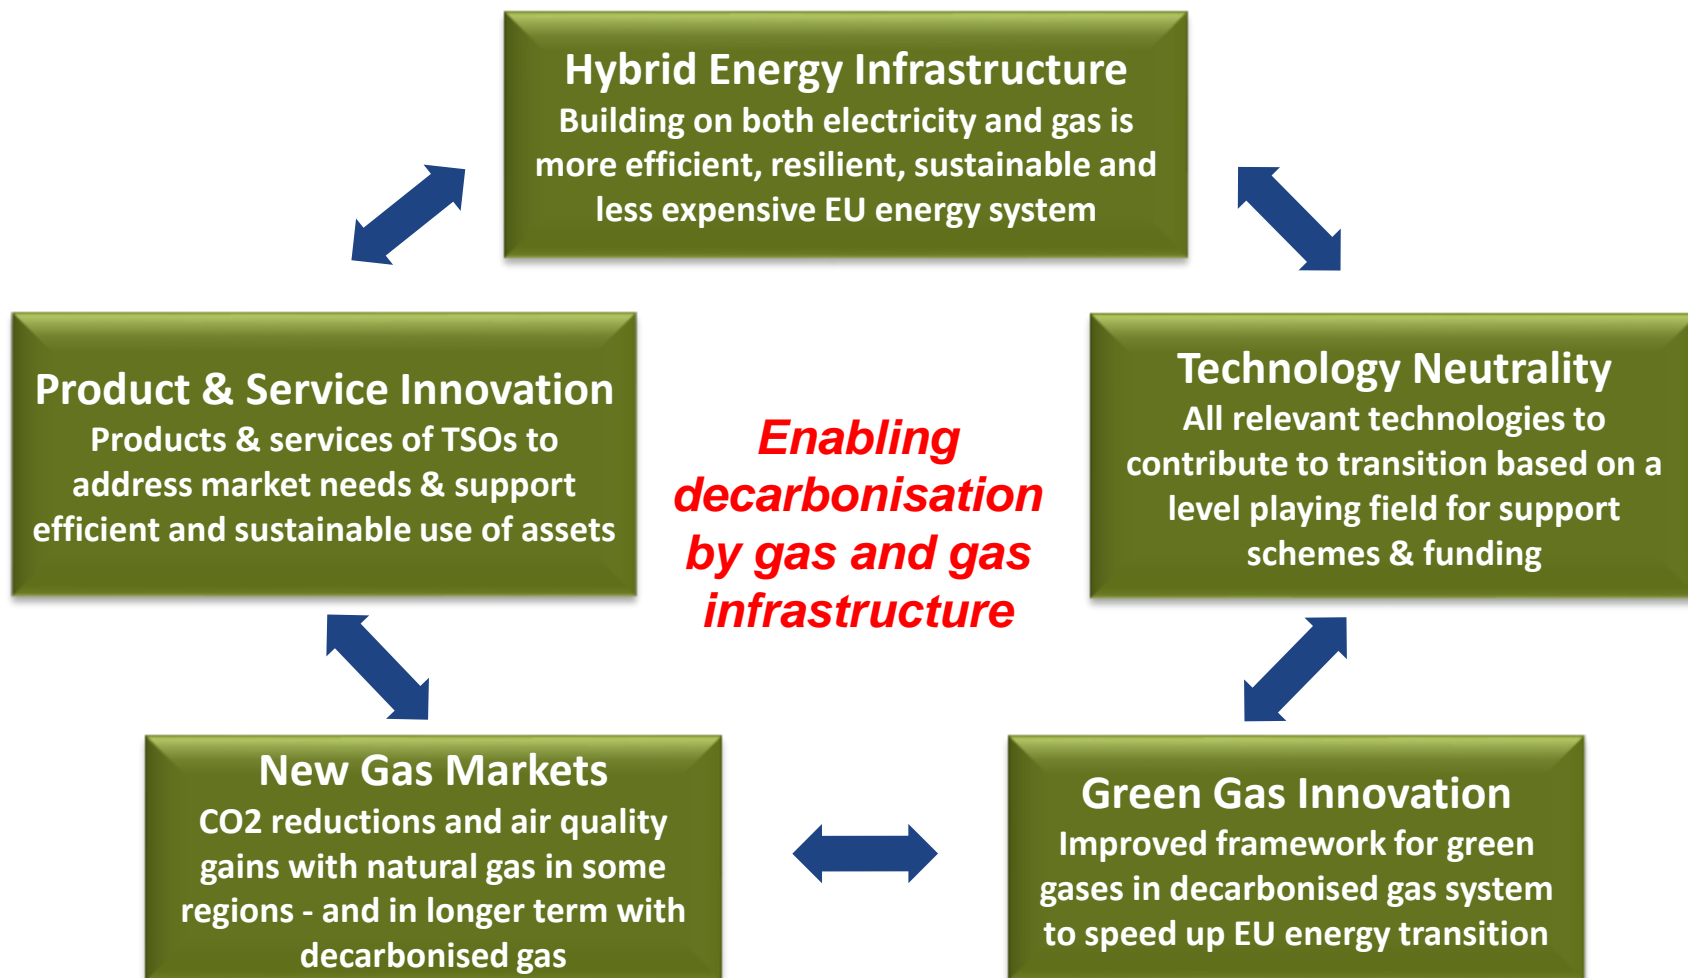 Hybrid Energy Infrastructure
Building on both electricity and gas is
more efficient, resilient, sustainable and
less expensive EU energy system
Product & Service Innovation
Products & services of TSOs to
address market needs & support
efficient and sustainable use of assets
Enabling
decarbonisation
by gas and gas
infrastructure
Technology Neutrality
All relevant technologies to
contribute to transition based on a
level playing field for support
schemes & funding
New Gas Markets
CO2 reductions and air quality
gains with natural gas in some
regions - and in longer term with
decarbonised gas
Green Gas Innovation
Improved framework for green
gases in decarbonised gas system
to speed up EU energy transition